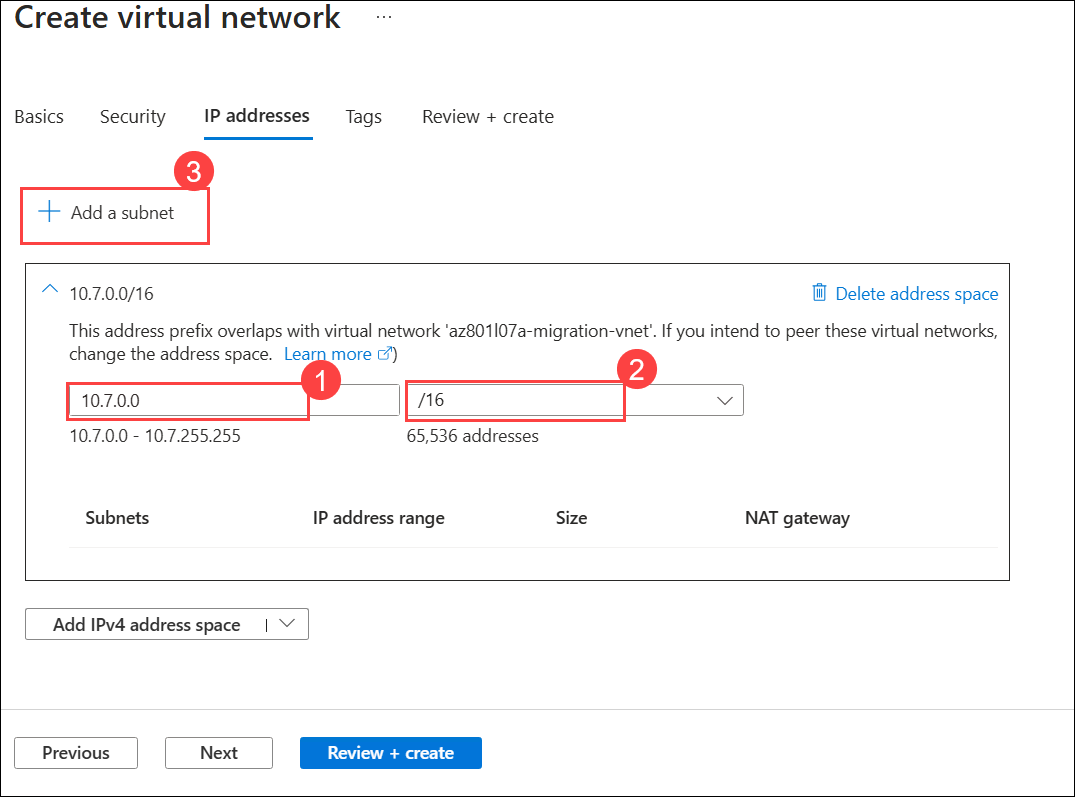 Create virtual network ...
Basics Security IP addresses Tags Review + create
3
Add a subnet
10.7.0.0/16 Delete address space
This address prefix overlaps with virtual network 'az801l07a-migration-vnet'. If you intend to peer these virtual networks,
change the address space. Learn more )
1 2
10.7.0.0 /16
10.7.0.0 - 10.7.255.255 65,536 addresses
Subnets IP address range Size NAT gateway
Add IPv4 address space |
Previous Next Review + create